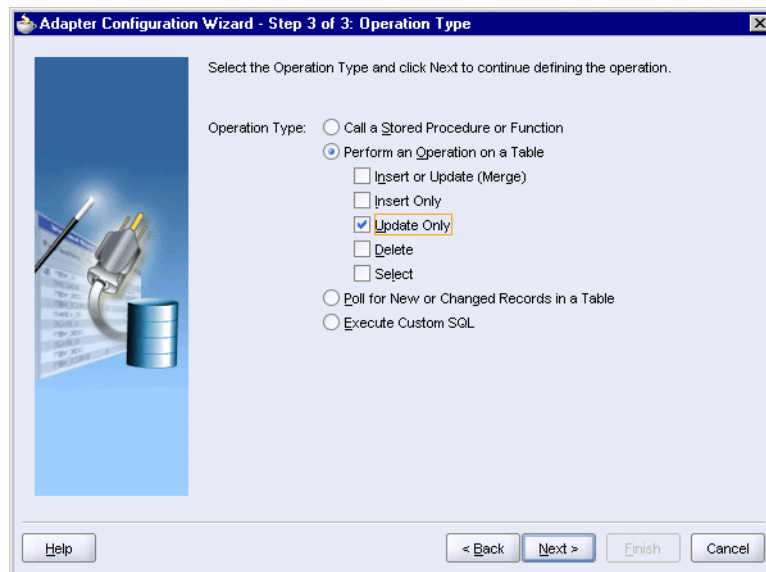 Adapter Configuration Wizard - Step 3 of 3: Operation Type
Select the Operation Type and click Next to continue defining the operation.
Operation Type:
Call a Stored Procedure or Function
Perform an Operation on a Table
Insert or Update (Merge)
Insert Only
Update Only
Delete
Select
Poll for New or Changed Records in a Table
Execute Custom SQL
Help
< Back
Next >
Finish
Cancel